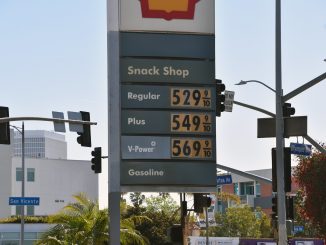 Snack Shop
Regular 529 9/10
Plus 549 9/10
V-Power 569 9/10
Gasoline
San Vicente